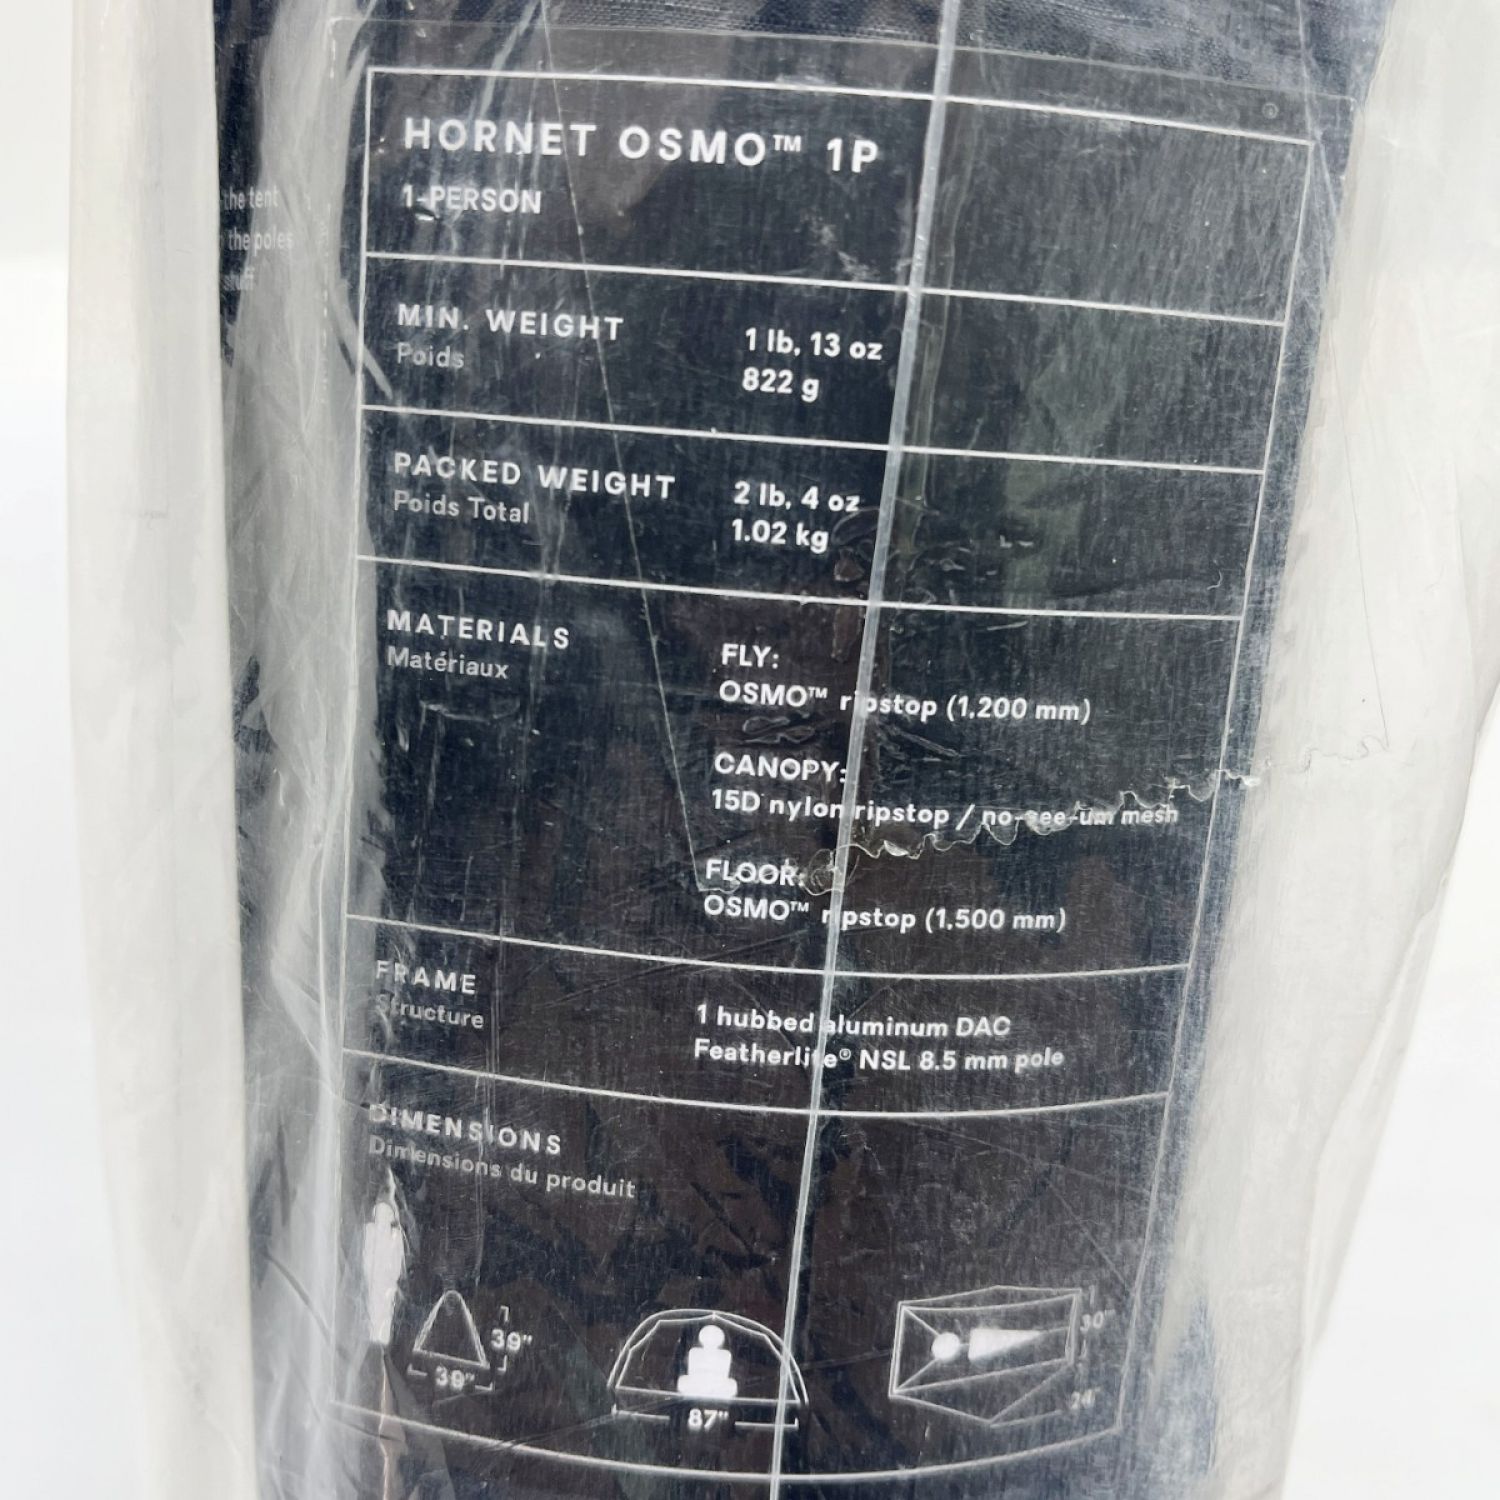 the tent
the poles
stuff
HORNET OSMO™ 1P
1-PERSON
MIN. WEIGHT
Poids
1 lb, 13 oz
822 g
PACKED WEIGHT
Poids Total
2 lb, 4 oz
1.02 kg
MATERIALS
Matériaux
FLY:
OSMO™ ripstop (1,200 mm)
CANOPY:
15D nylon ripstop / no-see-um mesh
FLOOR:
OSMO™ ripstop (1,500 mm)
FRAME
Structure
1 hubbed aluminum DAC
Featherlite® NSL 8.5 mm pole
DIMENSIONS
Dimensions du produit
39"
39"
87"
30"
24"